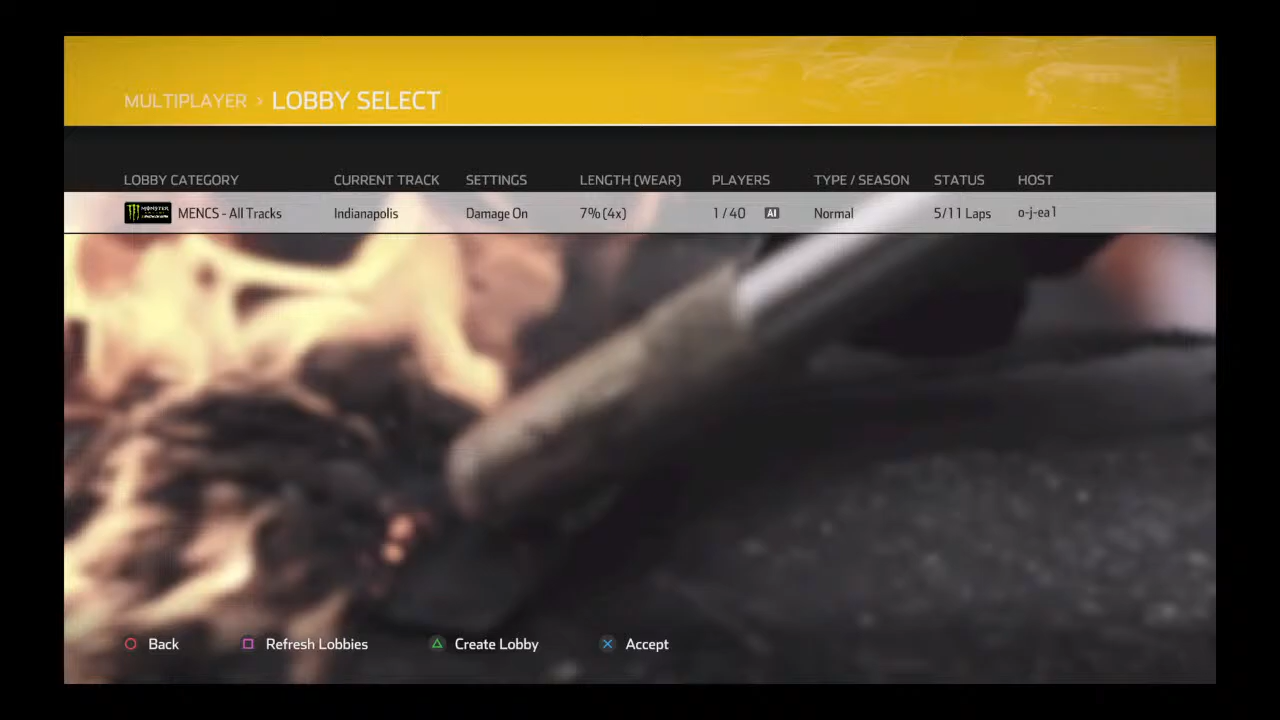 MULTIPLAYER > LOBBY SELECT
LOBBY CATEGORY CURRENT TRACK SETTINGS LENGTH (WEAR) PLAYERS TYPE / SEASON STATUS HOST
MONSTER MENCS - All Tracks Indianapolis Damage On 7% (4x) 1 / 40 AI Normal 5/11 Laps o-j-ea1
Back Refresh Lobbies Create Lobby Accept